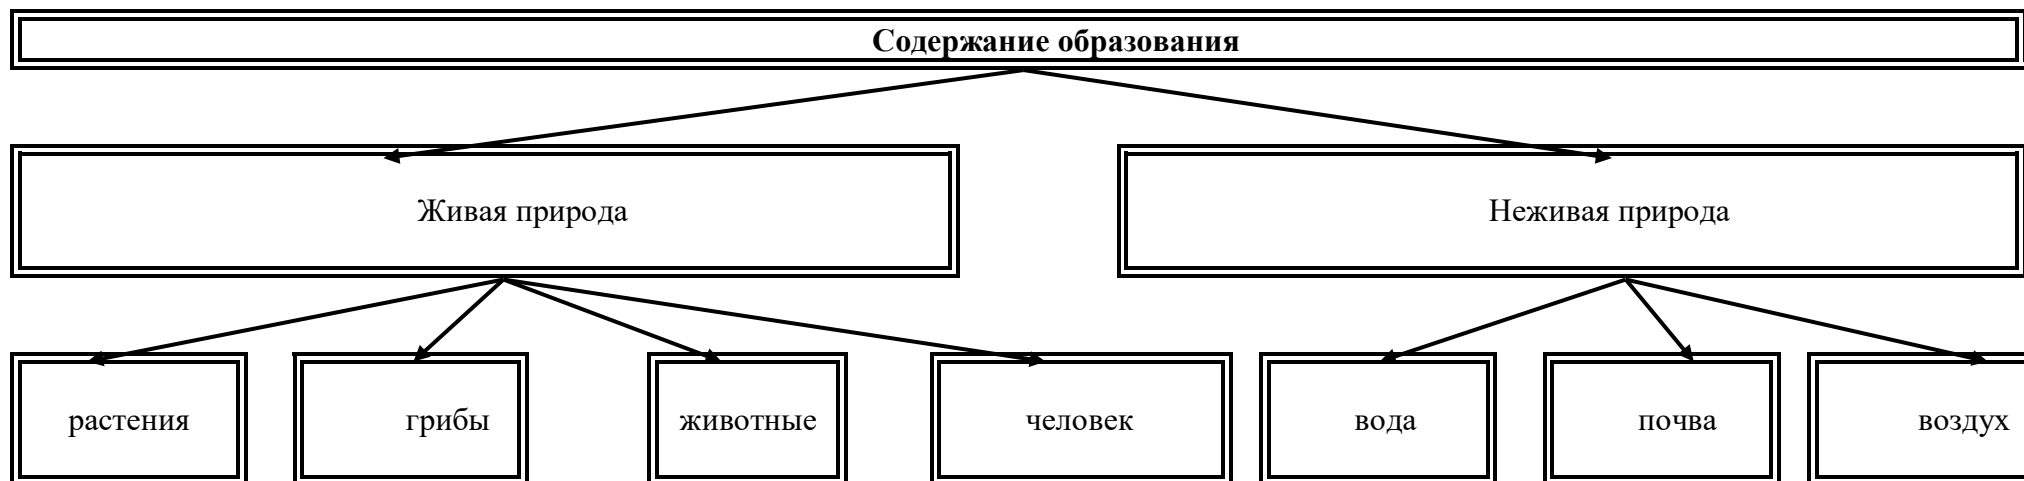 Содержание образования
Живая природа
Неживая природа
растения
грибы
животные
человек
вода
почва
воздух